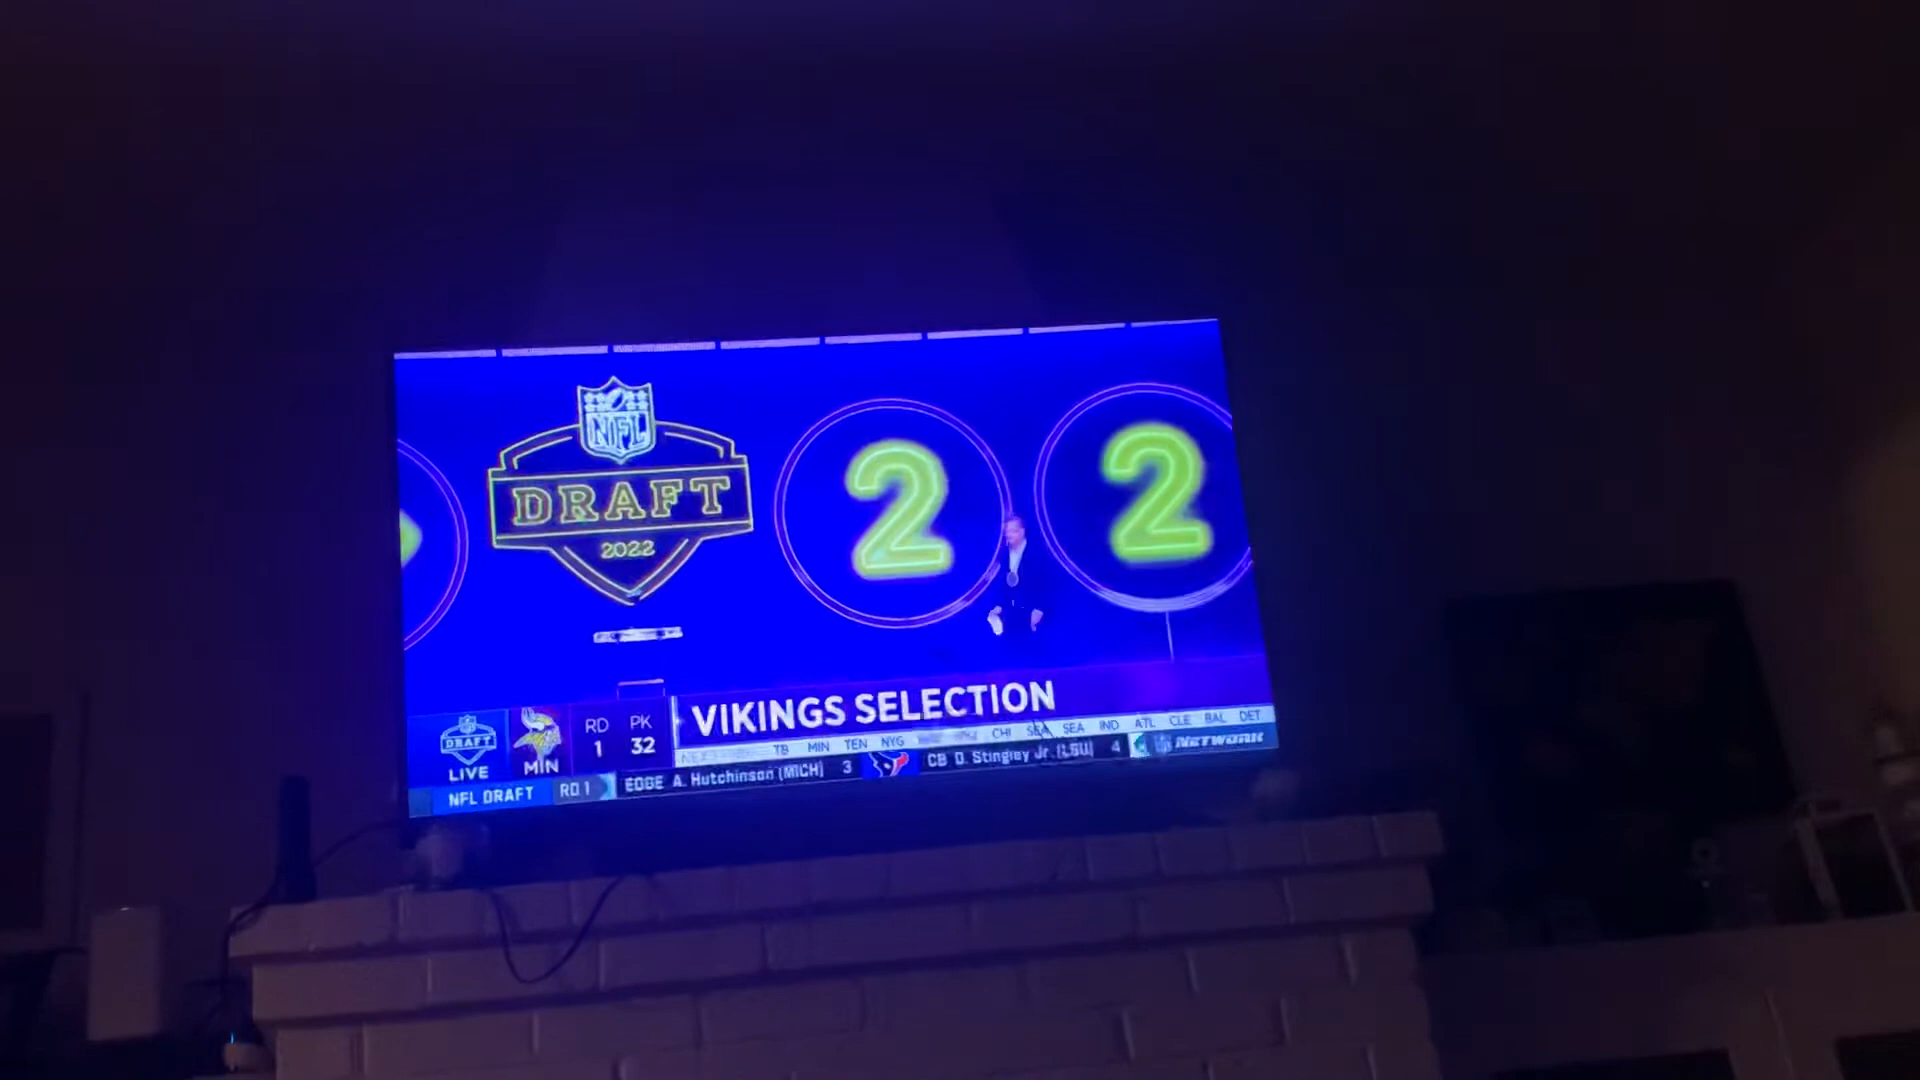 NFL
DRAFT
2022
2 2
DRAFT
LIVE
MIN
RD
1
PK
32
VIKINGS SELECTION
TB MIN TEN NYG CHI SEA SEA IND ATL CLE BAL DET
NFL DRAFT RD 1 EDGE A. Hutchinson (MICH) 3 CB D. Stingley Jr. (LSU) 4 NETWORK